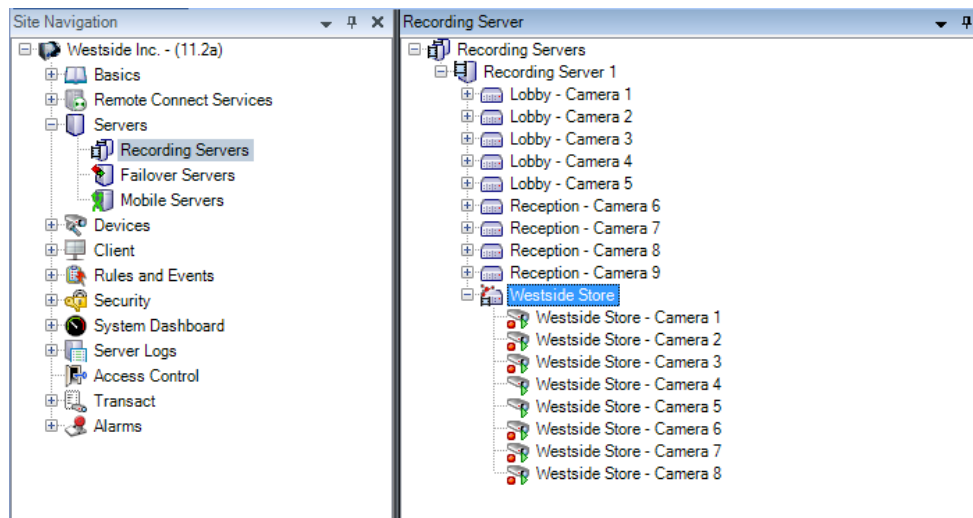 Site Navigation
Westside Inc. - (11.2a)
Basics
Remote Connect Services
Servers
Recording Servers
Failover Servers
Mobile Servers
Devices
Client
Rules and Events
Security
System Dashboard
Server Logs
Access Control
Transact
Alarms
Recording Server
Recording Servers
Recording Server 1
Lobby - Camera 1
Lobby - Camera 2
Lobby - Camera 3
Lobby - Camera 4
Lobby - Camera 5
Reception - Camera 6
Reception - Camera 7
Reception - Camera 8
Reception - Camera 9
Westside Store
Westside Store - Camera 1
Westside Store - Camera 2
Westside Store - Camera 3
Westside Store - Camera 4
Westside Store - Camera 5
Westside Store - Camera 6
Westside Store - Camera 7
Westside Store - Camera 8